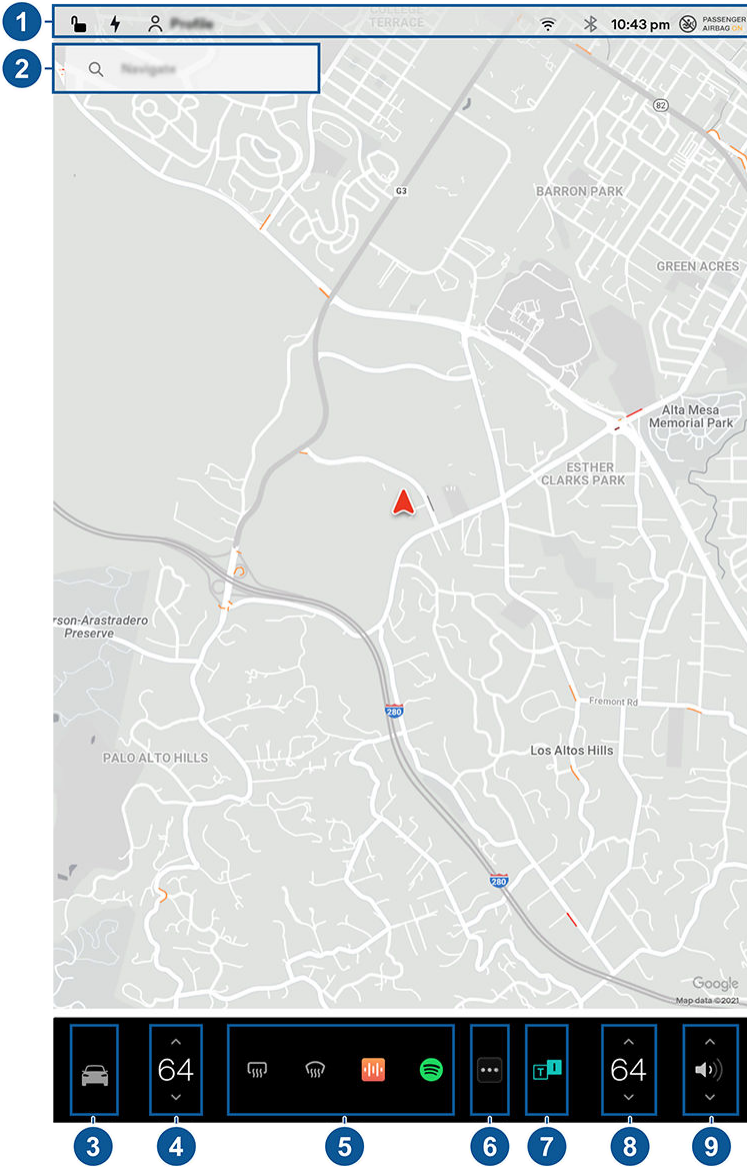 1
COLLEGE
TERRACE
Profile
10:43 pm
PASSENGER
AIRBAG ON
2
Navigate
82
G3
BARRON PARK
GREEN ACRES
Alta Mesa
Memorial Park
ESTHER
CLARKS PARK
rson-Arastradero
Preserve
280
Fremont Rd
Los Altos Hills
PALO ALTO HILLS
280
Google
Map data ©2021
64
T I
64
3 4 5 6 7 8 9